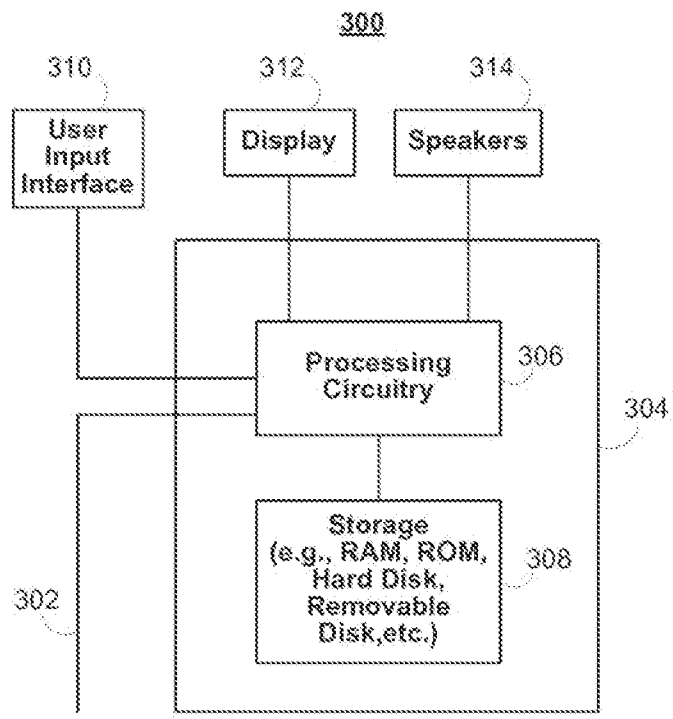 300
310
312
314
User
Input
Interface
Display
Speakers
Processing
Circuitry
306
304
Storage
(e.g., RAM, ROM,
Hard Disk,
Removable
Disk,etc.)
308
302